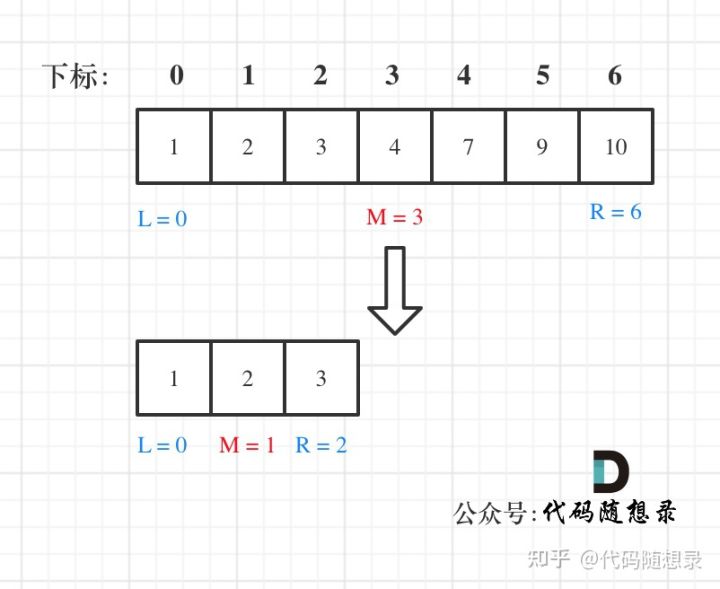 下标: 0 1 2 3 4 5 6
1 2 3 4 7 9 10
L = 0 M = 3 R = 6
1 2 3
L = 0 M = 1 R = 2
公众号:代码随想录
知乎 @代码随想录